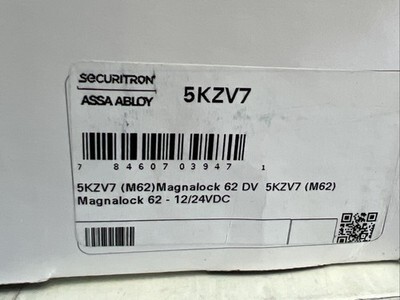 SECURITRON
ASSA ABLOY
5KZV7
7 84607 03947 1
5KZV7 (M62)Magnalock 62 DV 5KZV7 (M62)
Magnalock 62 - 12/24VDC